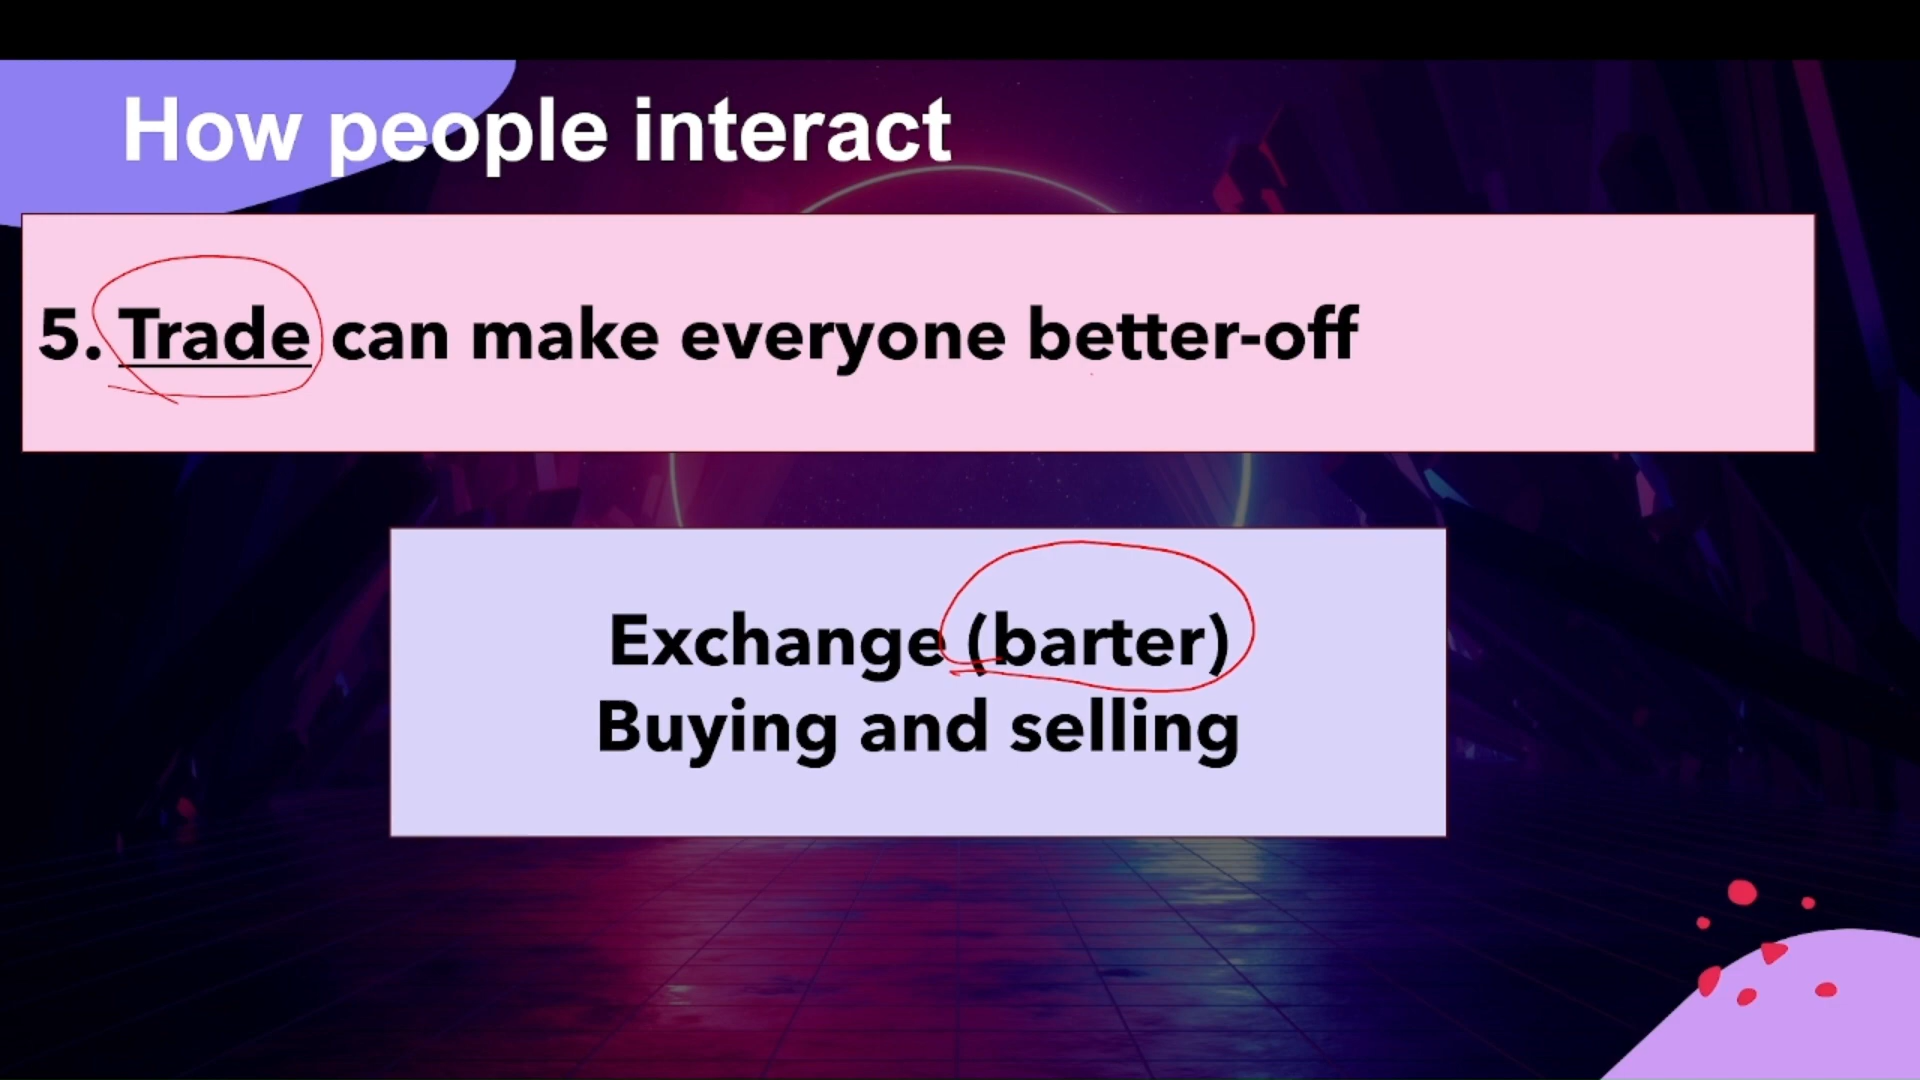 How people interact
5. Trade can make everyone better-off
Exchange (barter)
Buying and selling